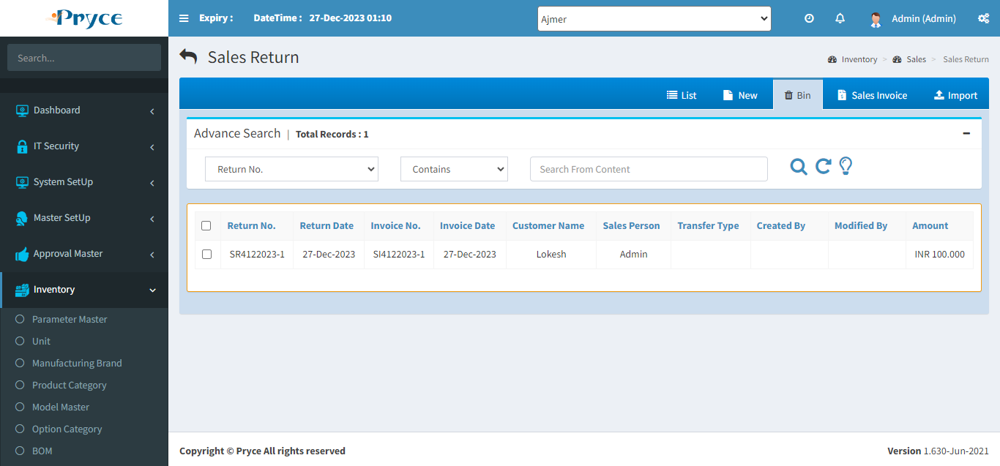 Pryce
Expiry : DateTime : 27-Dec-2023 01:10 Ajmer Admin (Admin)
Search...
Sales Return
Inventory > Sales > Sales Return
List New Bin Sales Invoice Import
Advance Search | Total Records : 1
Return No. Contains Search From Content
Return No. Return Date Invoice No. Invoice Date Customer Name Sales Person Transfer Type Created By Modified By Amount
SR4122023-1 27-Dec-2023 SI4122023-1 27-Dec-2023 Lokesh Admin INR 100.000
Dashboard
IT Security
System SetUp
Master SetUp
Approval Master
Inventory
Parameter Master
Unit
Manufacturing Brand
Product Category
Model Master
Option Category
BOM
Copyright © Pryce All rights reserved
Version 1.630-Jun-2021